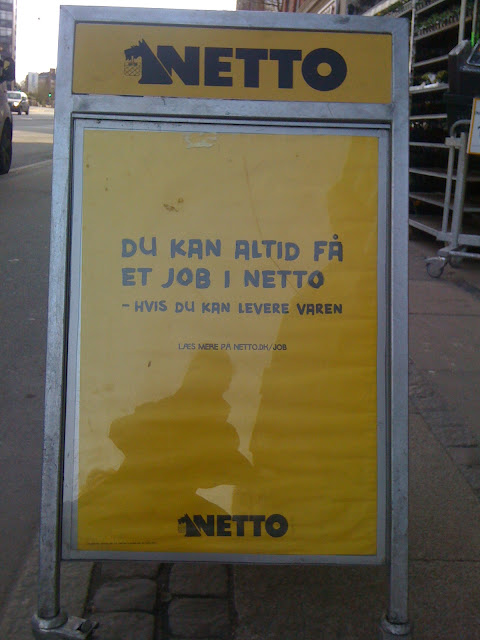 NETTO
DU KAN ALTID FÅ
ET JOB I NETTO
- HVIS DU KAN LEVERE VAREN
LÆS MERE PÅ NETTO.DK/JOB
NETTO